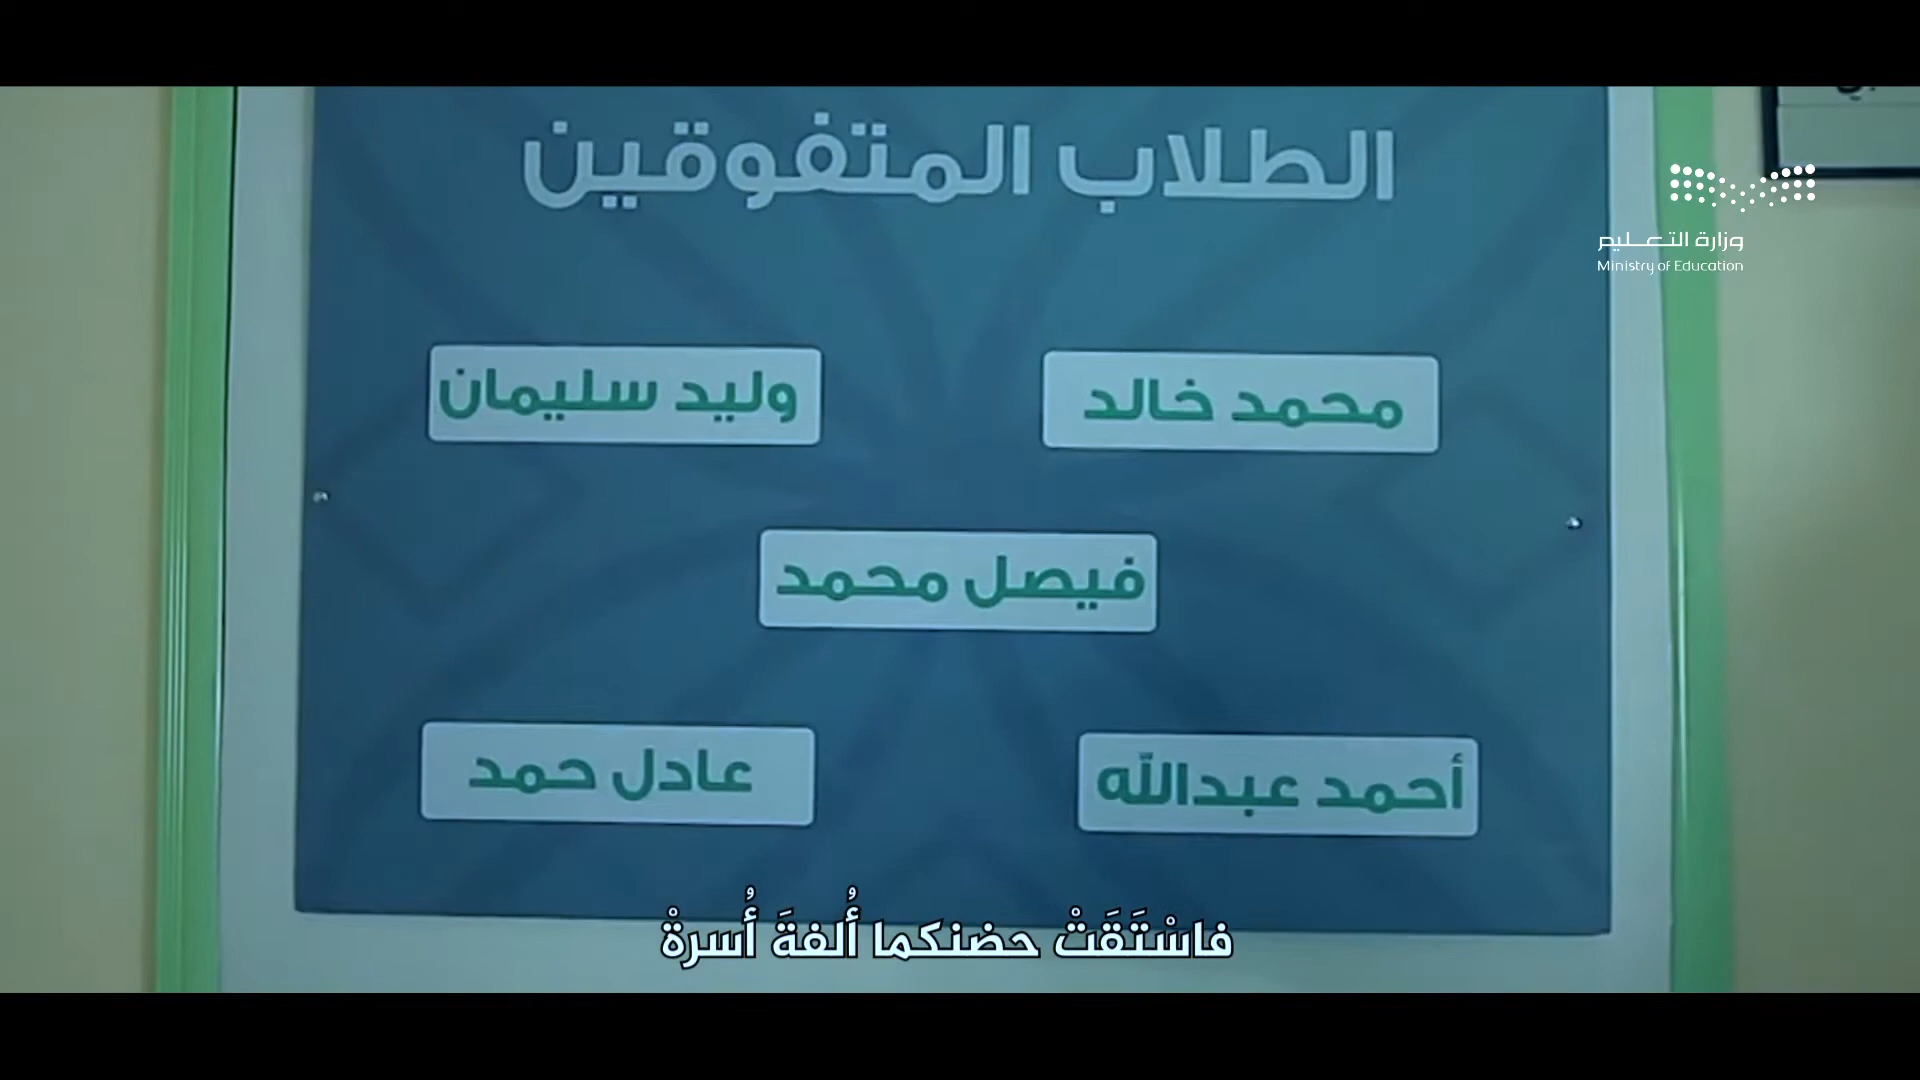 الطلاب المتفوقين
وزارة التعليم
Ministry of Education
محمد خالد
وليد سليمان
فيصل محمد
أحمد عبدالله
عادل حمد
فاسْتَقَتْ حضنكما أُلفةَ أُسرةْ